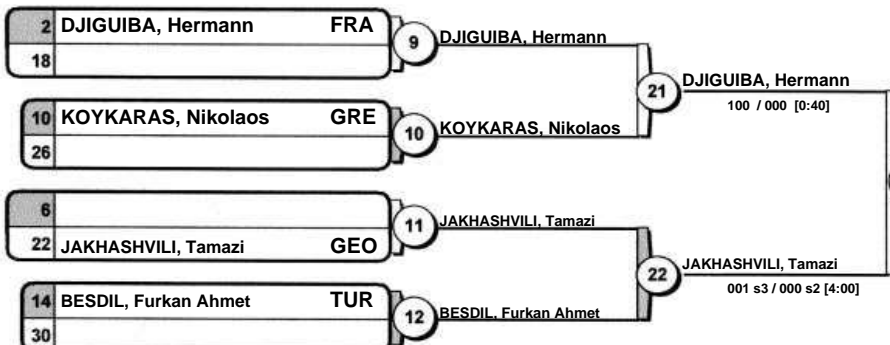 2 DJIGUIBA, Hermann FRA
18
9 DJIGUIBA, Hermann
10 KOYKARAS, Nikolaos GRE
26
10 KOYKARAS, Nikolaos
21 DJIGUIBA, Hermann
100 / 000 [0:40]
6
22 JAKHASHVILI, Tamazi GEO
11 JAKHASHVILI, Tamazi
14 BESDIL, Furkan Ahmet TUR
30
12 BESDIL, Furkan Ahmet
22 JAKHASHVILI, Tamazi
001 s3 / 000 s2 [4:00]